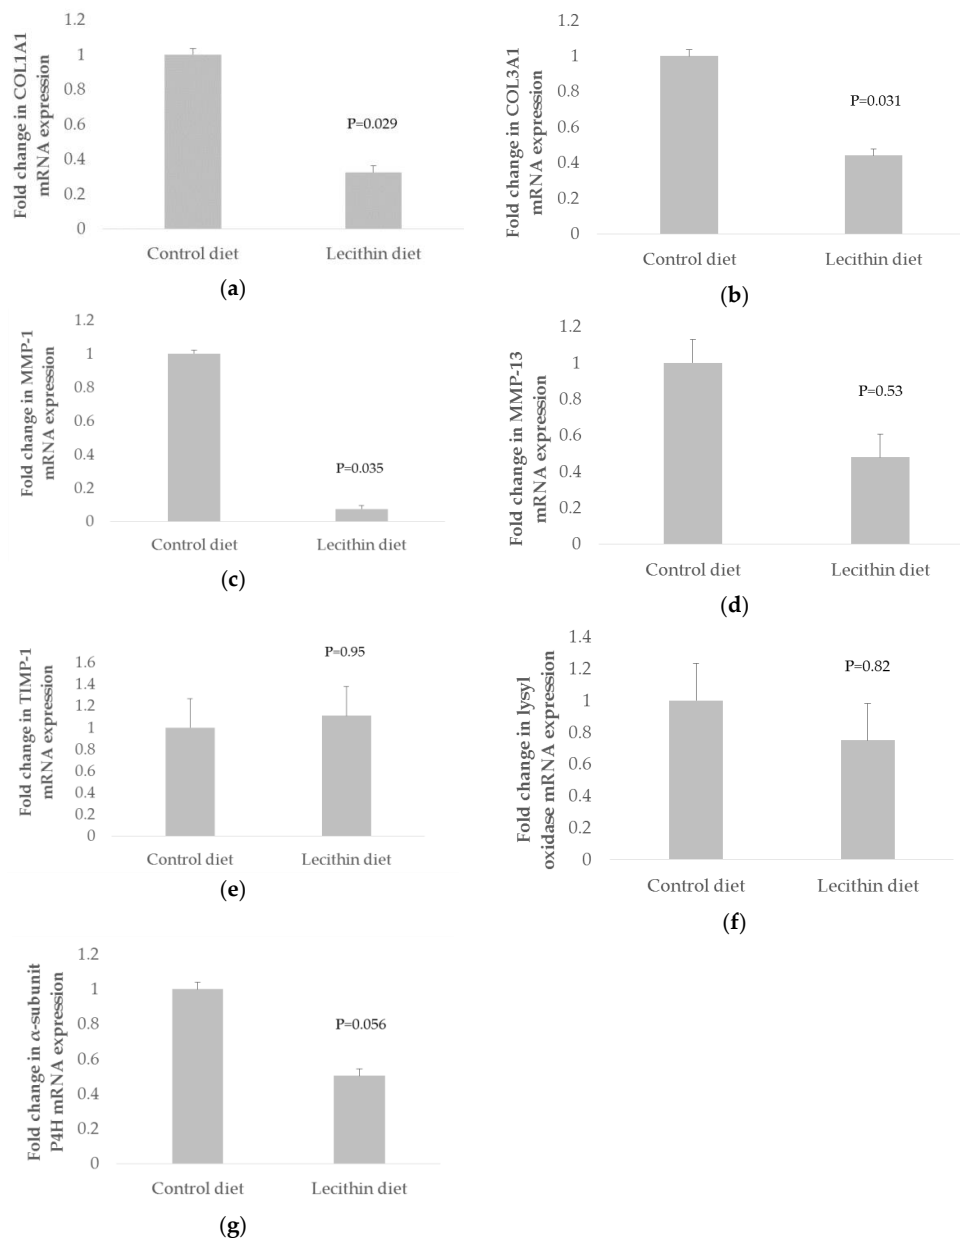 Fold change in COL1A1
mRNA expression
1.2
1
0.8
0.6
0.4
0.2
0
P=0.029
Control diet
Lecithin diet
(a)
Fold change in COL3A1
mRNA expression
1.2
1
0.8
0.6
0.4
0.2
0
P=0.031
Control diet
Lecithin diet
(b)
Fold change in MMP-1
mRNA expression
1.2
1
0.8
0.6
0.4
0.2
0
P=0.035
Control diet
Lecithin diet
(c)
Fold change in MMP-13
mRNA expression
1.2
1
0.8
0.6
0.4
0.2
0
P=0.53
Control diet
Lecithin diet
(d)
Fold change in TIMP-1
mRNA expression
1.6
1.4
1.2
1
0.8
0.6
0.4
0.2
0
P=0.95
Control diet
Lecithin diet
(e)
Fold change in lysyl
oxidase mRNA expression
1.4
1.2
1
0.8
0.6
0.4
0.2
0
P=0.82
Control diet
Lecithin diet
(f)
Fold change in α-subunit
P4H mRNA expression
1.2
1
0.8
0.6
0.4
0.2
0
P=0.056
Control diet
Lecithin diet
(g)